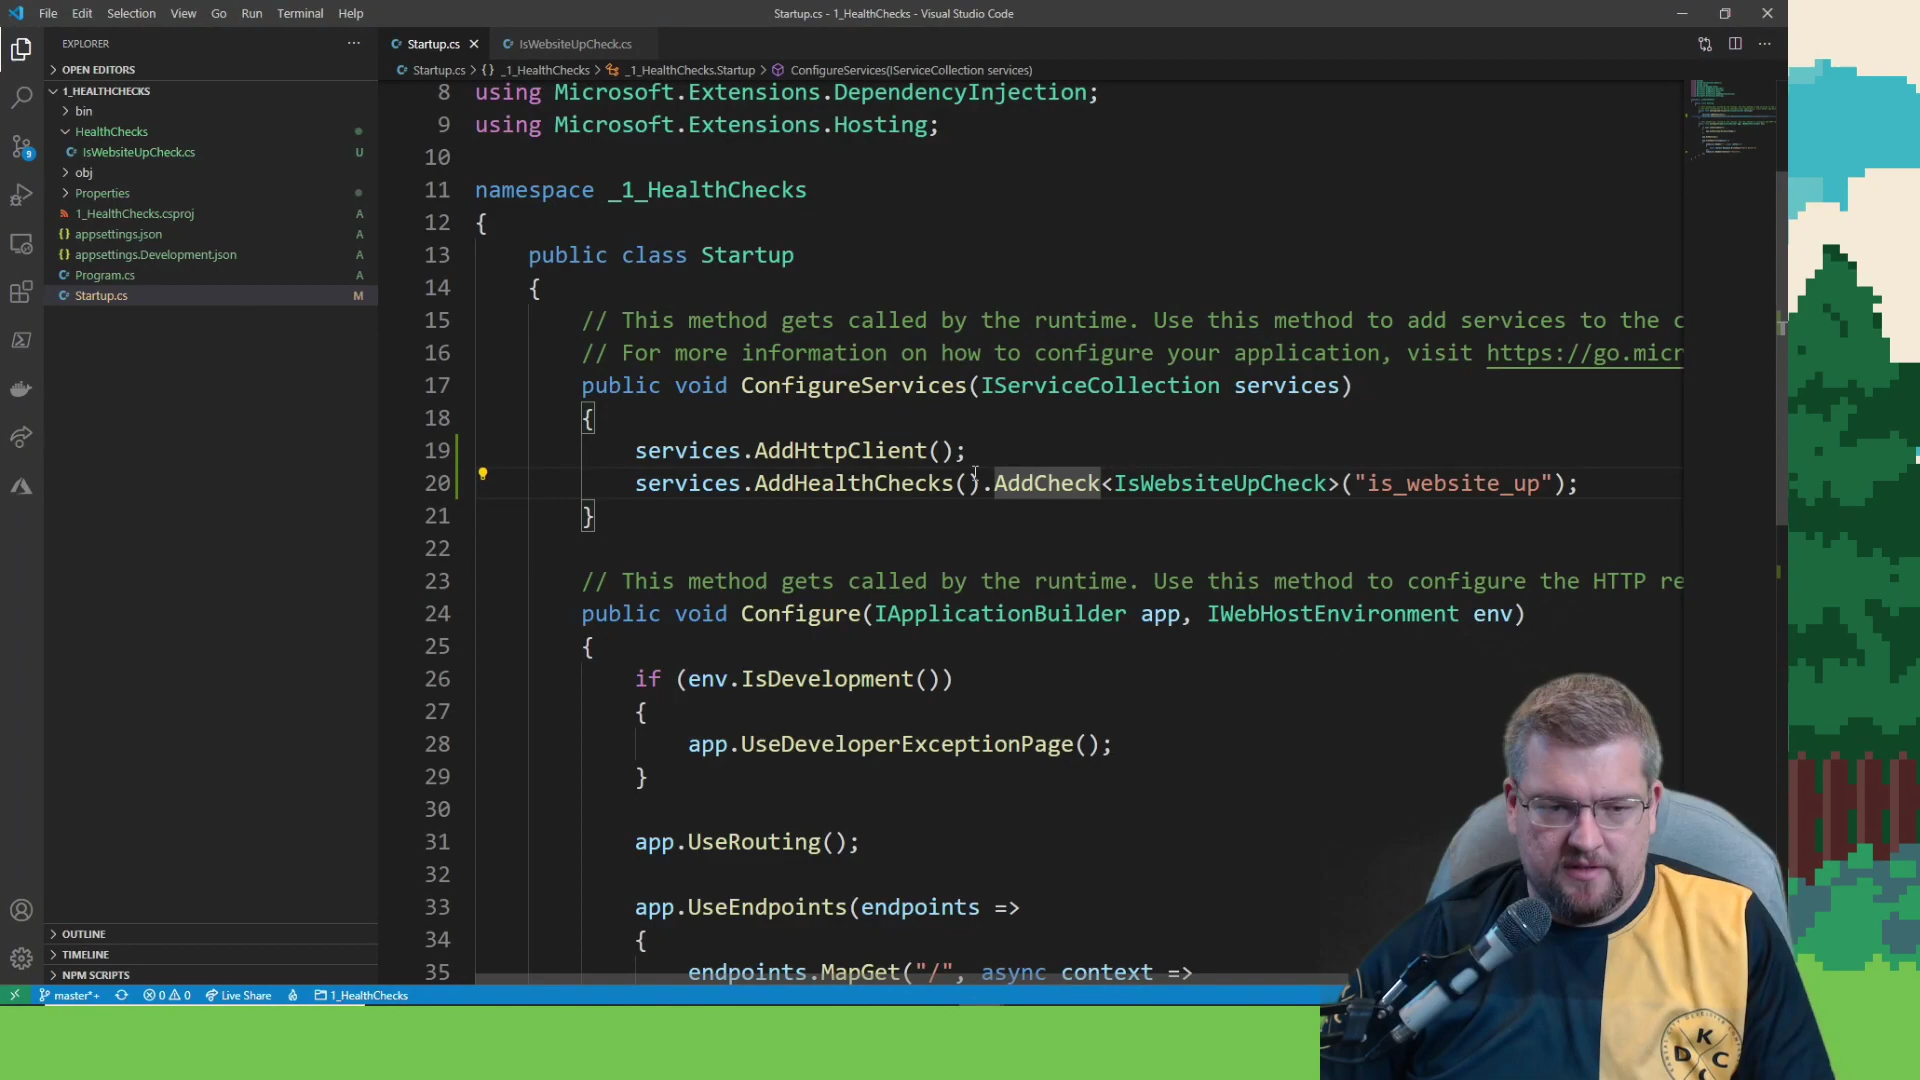 File Edit Selection View Go Run Terminal Help
Startup.cs - 1_HealthChecks - Visual Studio Code
EXPLORER
OPEN EDITORS
1_HEALTHCHECKS
bin
HealthChecks
IsWebsiteUpCheck.cs U
obj
Properties
1_HealthChecks.csproj A
appsettings.json A
appsettings.Development.json A
Program.cs A
Startup.cs M
9
OUTLINE
TIMELINE
NPM SCRIPTS
Startup.cs
IsWebsiteUpCheck.cs
Startup.cs > {} _1_HealthChecks > _1_HealthChecks.Startup > ConfigureServices(IServiceCollection services)
8 using Microsoft.Extensions.DependencyInjection;
9 using Microsoft.Extensions.Hosting;
10
11 namespace _1_HealthChecks
12 {
13 public class Startup
14 {
15 // This method gets called by the runtime. Use this method to add services to the c
16 // For more information on how to configure your application, visit https://go.micr
17 public void ConfigureServices(IServiceCollection services)
18 {
19 services.AddHttpClient();
20 services.AddHealthChecks().AddCheck<IsWebsiteUpCheck>("is_website_up");
21 }
22
23 // This method gets called by the runtime. Use this method to configure the HTTP re
24 public void Configure(IApplicationBuilder app, IWebHostEnvironment env)
25 {
26 if (env.IsDevelopment())
27 {
28 app.UseDeveloperExceptionPage();
29 }
30
31 app.UseRouting();
32
33 app.UseEndpoints(endpoints =>
34 {
35 endpoints.MapGet("/", async context =>
master*+ 0 0 Live Share 1_HealthChecks
K
D C